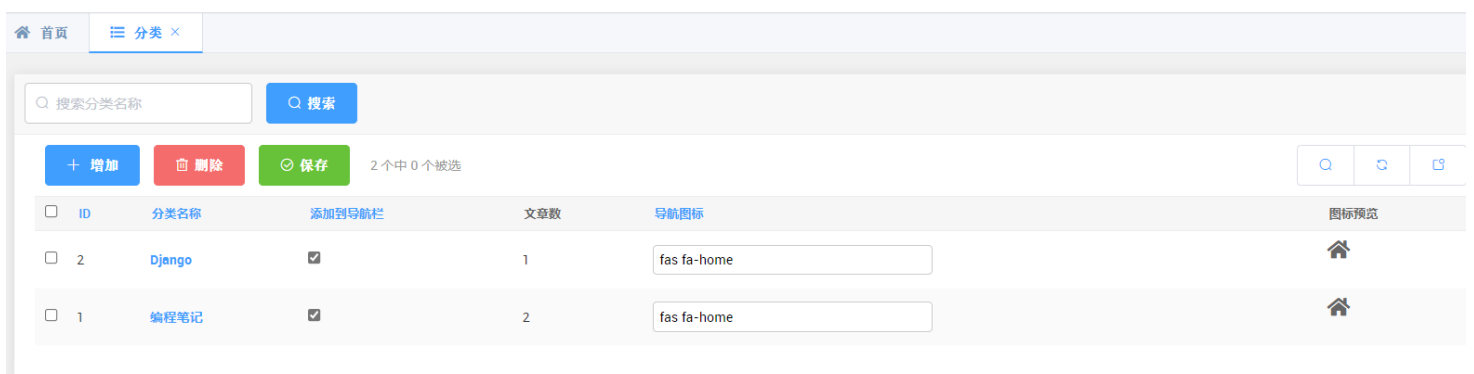 首页 分类 ×
搜索分类名称 搜索
+ 增加 删除 保存 2 个中 0 个被选
ID 分类名称 添加到导航栏 文章数 导航图标 图标预览
2 Django 1 fas fa-home
1 编程笔记 2 fas fa-home